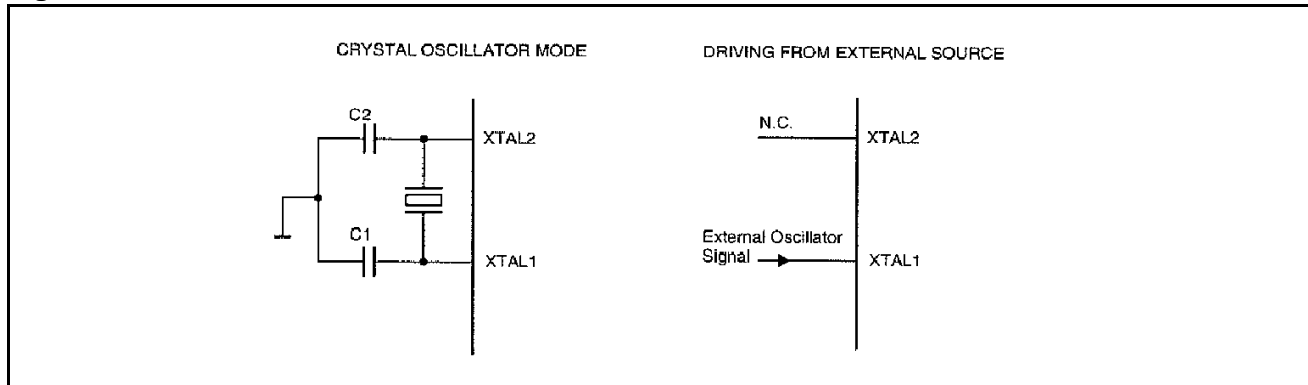 CRYSTAL OSCILLATOR MODE
C2
XTAL2
C1
XTAL1
DRIVING FROM EXTERNAL SOURCE
N.C.
XTAL2
External Oscillator
Signal
XTAL1